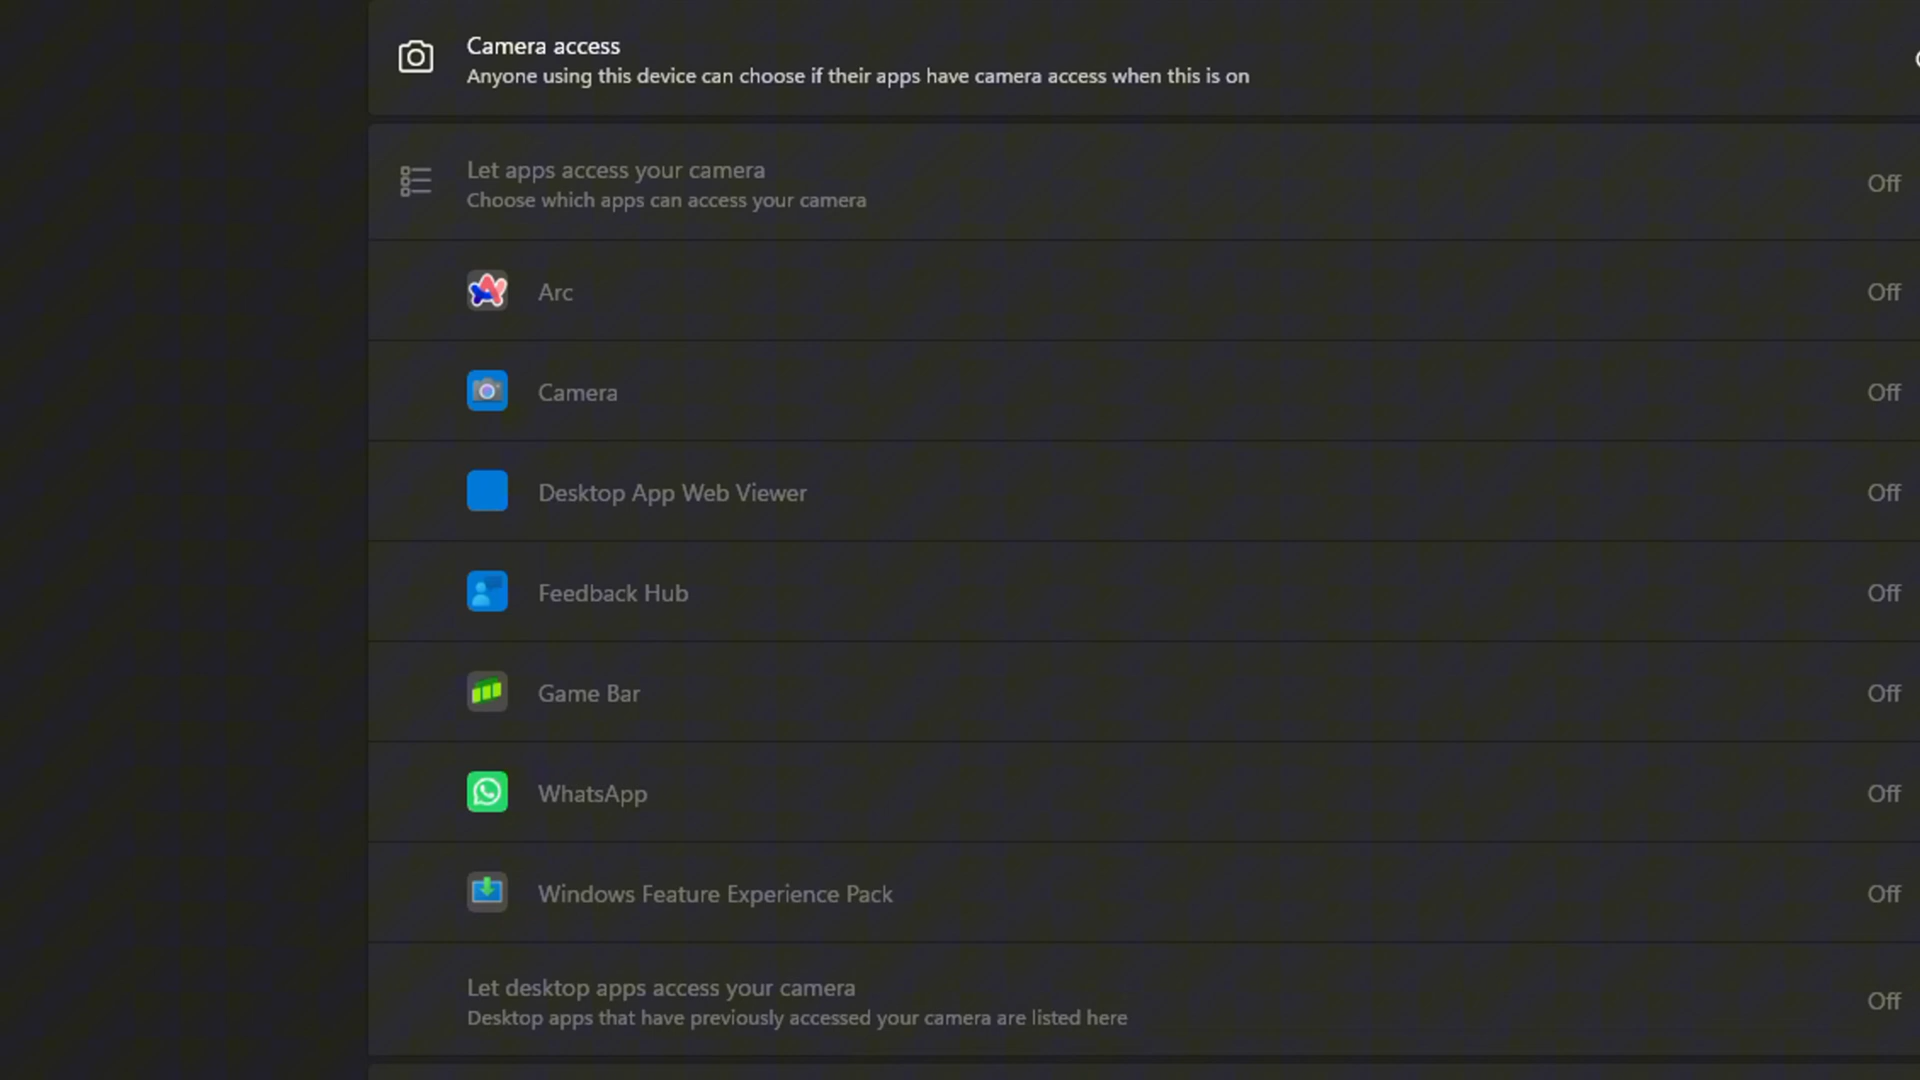 Camera access
Anyone using this device can choose if their apps have camera access when this is on
Let apps access your camera
Choose which apps can access your camera
Off
Arc
Off
Camera
Off
Desktop App Web Viewer
Off
Feedback Hub
Off
Game Bar
Off
WhatsApp
Off
Windows Feature Experience Pack
Off
Let desktop apps access your camera
Desktop apps that have previously accessed your camera are listed here
Off